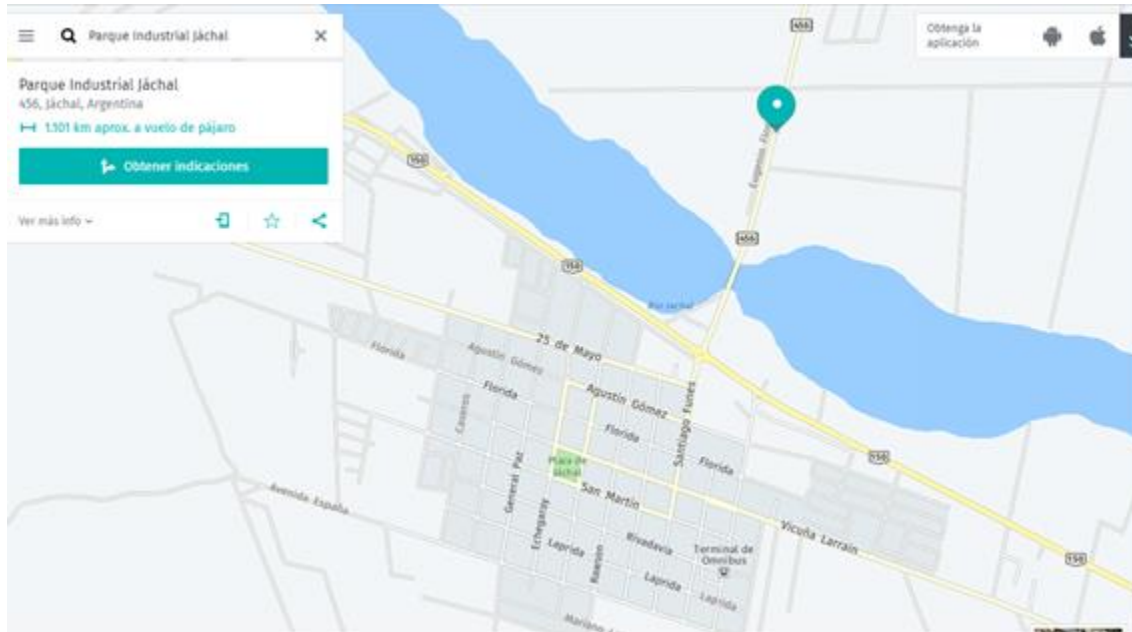 Parque Industrial Jáchal
Parque Industrial Jáchal
456, Jáchal, Argentina
1.101 km aprox. a vuelo de pájaro
Obtener indicaciones
Ver más info
Obtenga la
aplicación
456
150
456
150
Río Jáchal
25 de Mayo
Florida
Agustín Gómez
Florida
Agustín Gómez
Caseros
Florida
Santiago Funes
Florida
150
Plaza de
Jáchal
General Paz
San Martín
Avenida España
Echegaray
Vicuña Larraín
Rivadavia
Terminal de
Omnibus
Laprida
Rawson
Laprida
Laprida
150